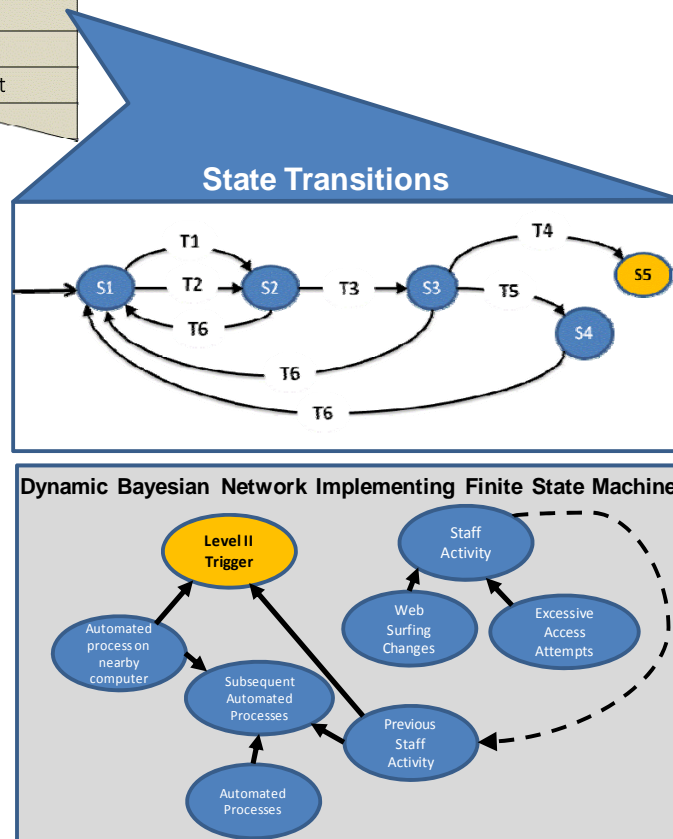 t
State Transitions
T1
T4
S5
S1
T2
S2
T3
S3
T5
S4
T6
T6
T6
Dynamic Bayesian Network Implementing Finite State Machine
Level II
Trigger
Staff
Activity
Web
Surfing
Changes
Excessive
Access
Attempts
Automated
process on
nearby
computer
Subsequent
Automated
Processes
Previous
Staff
Activity
Automated
Processes